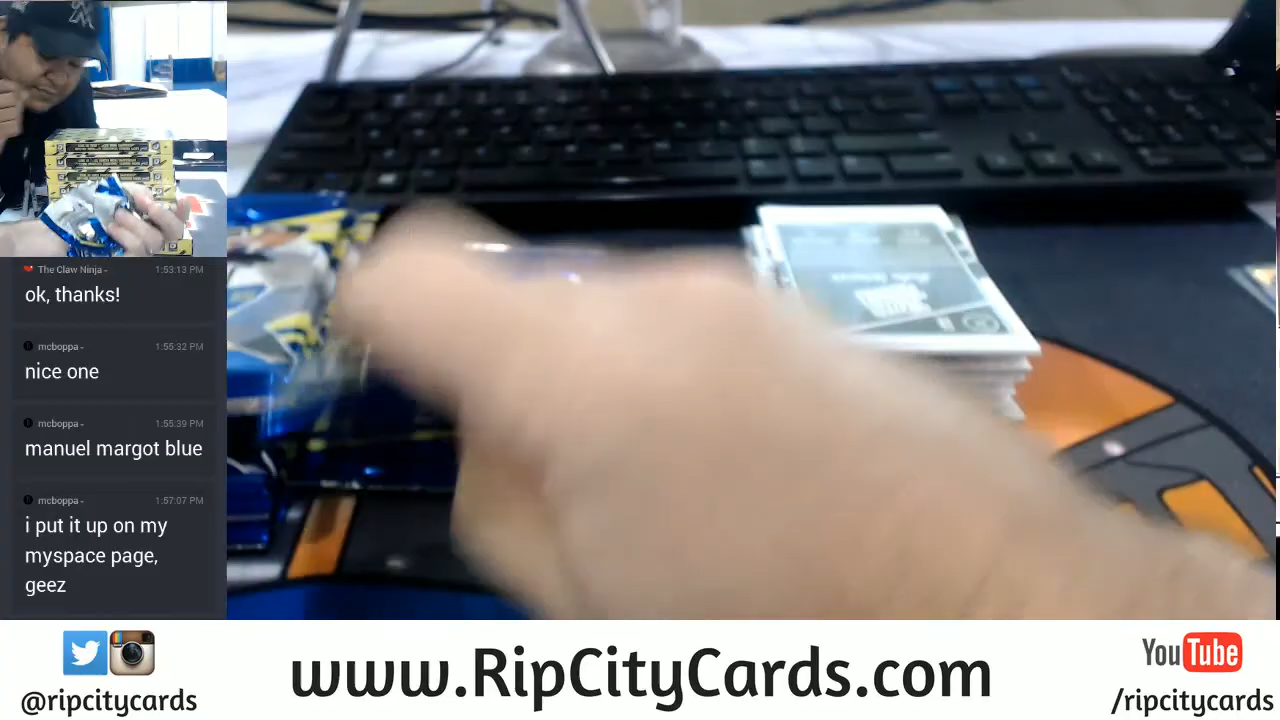 The Claw Ninja
1:53:13 PM
ok, thanks!
mcboppa
1:55:32 PM
nice one
mcboppa
1:55:39 PM
manuel margot blue
mcboppa
1:57:07 PM
i put it up on my
myspace page,
geez
@ripcitycards
www.RipCityCards.com
YouTube
/ripcitycards